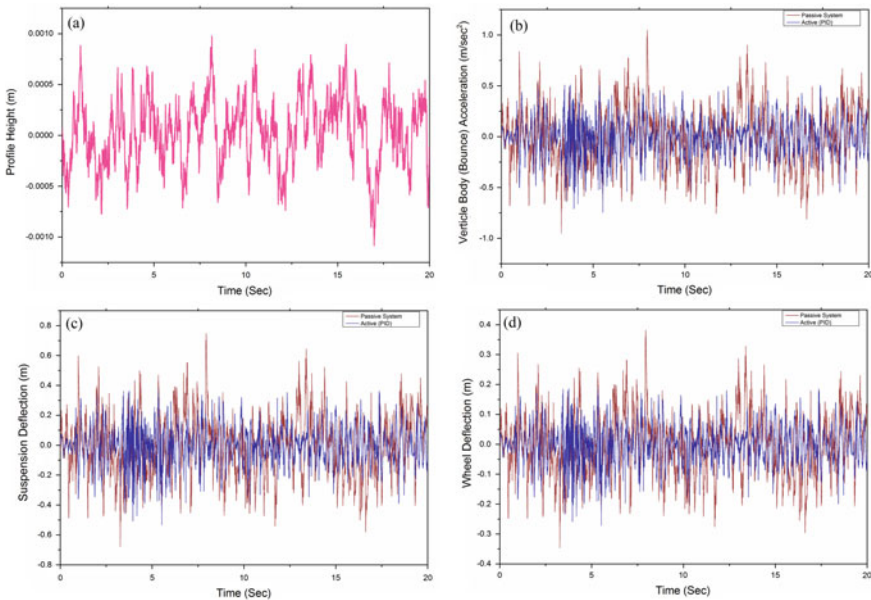 (a)
0.0010
0.0005
0.0000
-0.0005
-0.0010
Profile Height (m)
0 5 10 15 20
Time (Sec)
(b)
Passive System
Active (PID)
1.0
0.5
0.0
-0.5
-1.0
Verticle Body (Bounce) Acceleration (m/sec²)
0 5 10 15 20
Time (Sec)
(c)
Passive System
Active (PID)
0.8
0.6
0.4
0.2
0.0
-0.2
-0.4
-0.6
-0.8
Suspension Deflection (m)
0 5 10 15 20
Time (Sec)
(d)
Passive System
Active (PID)
0.4
0.3
0.2
0.1
0.0
-0.1
-0.2
-0.3
-0.4
Wheel Deflection (m)
0 5 10 15 20
Time (Sec)